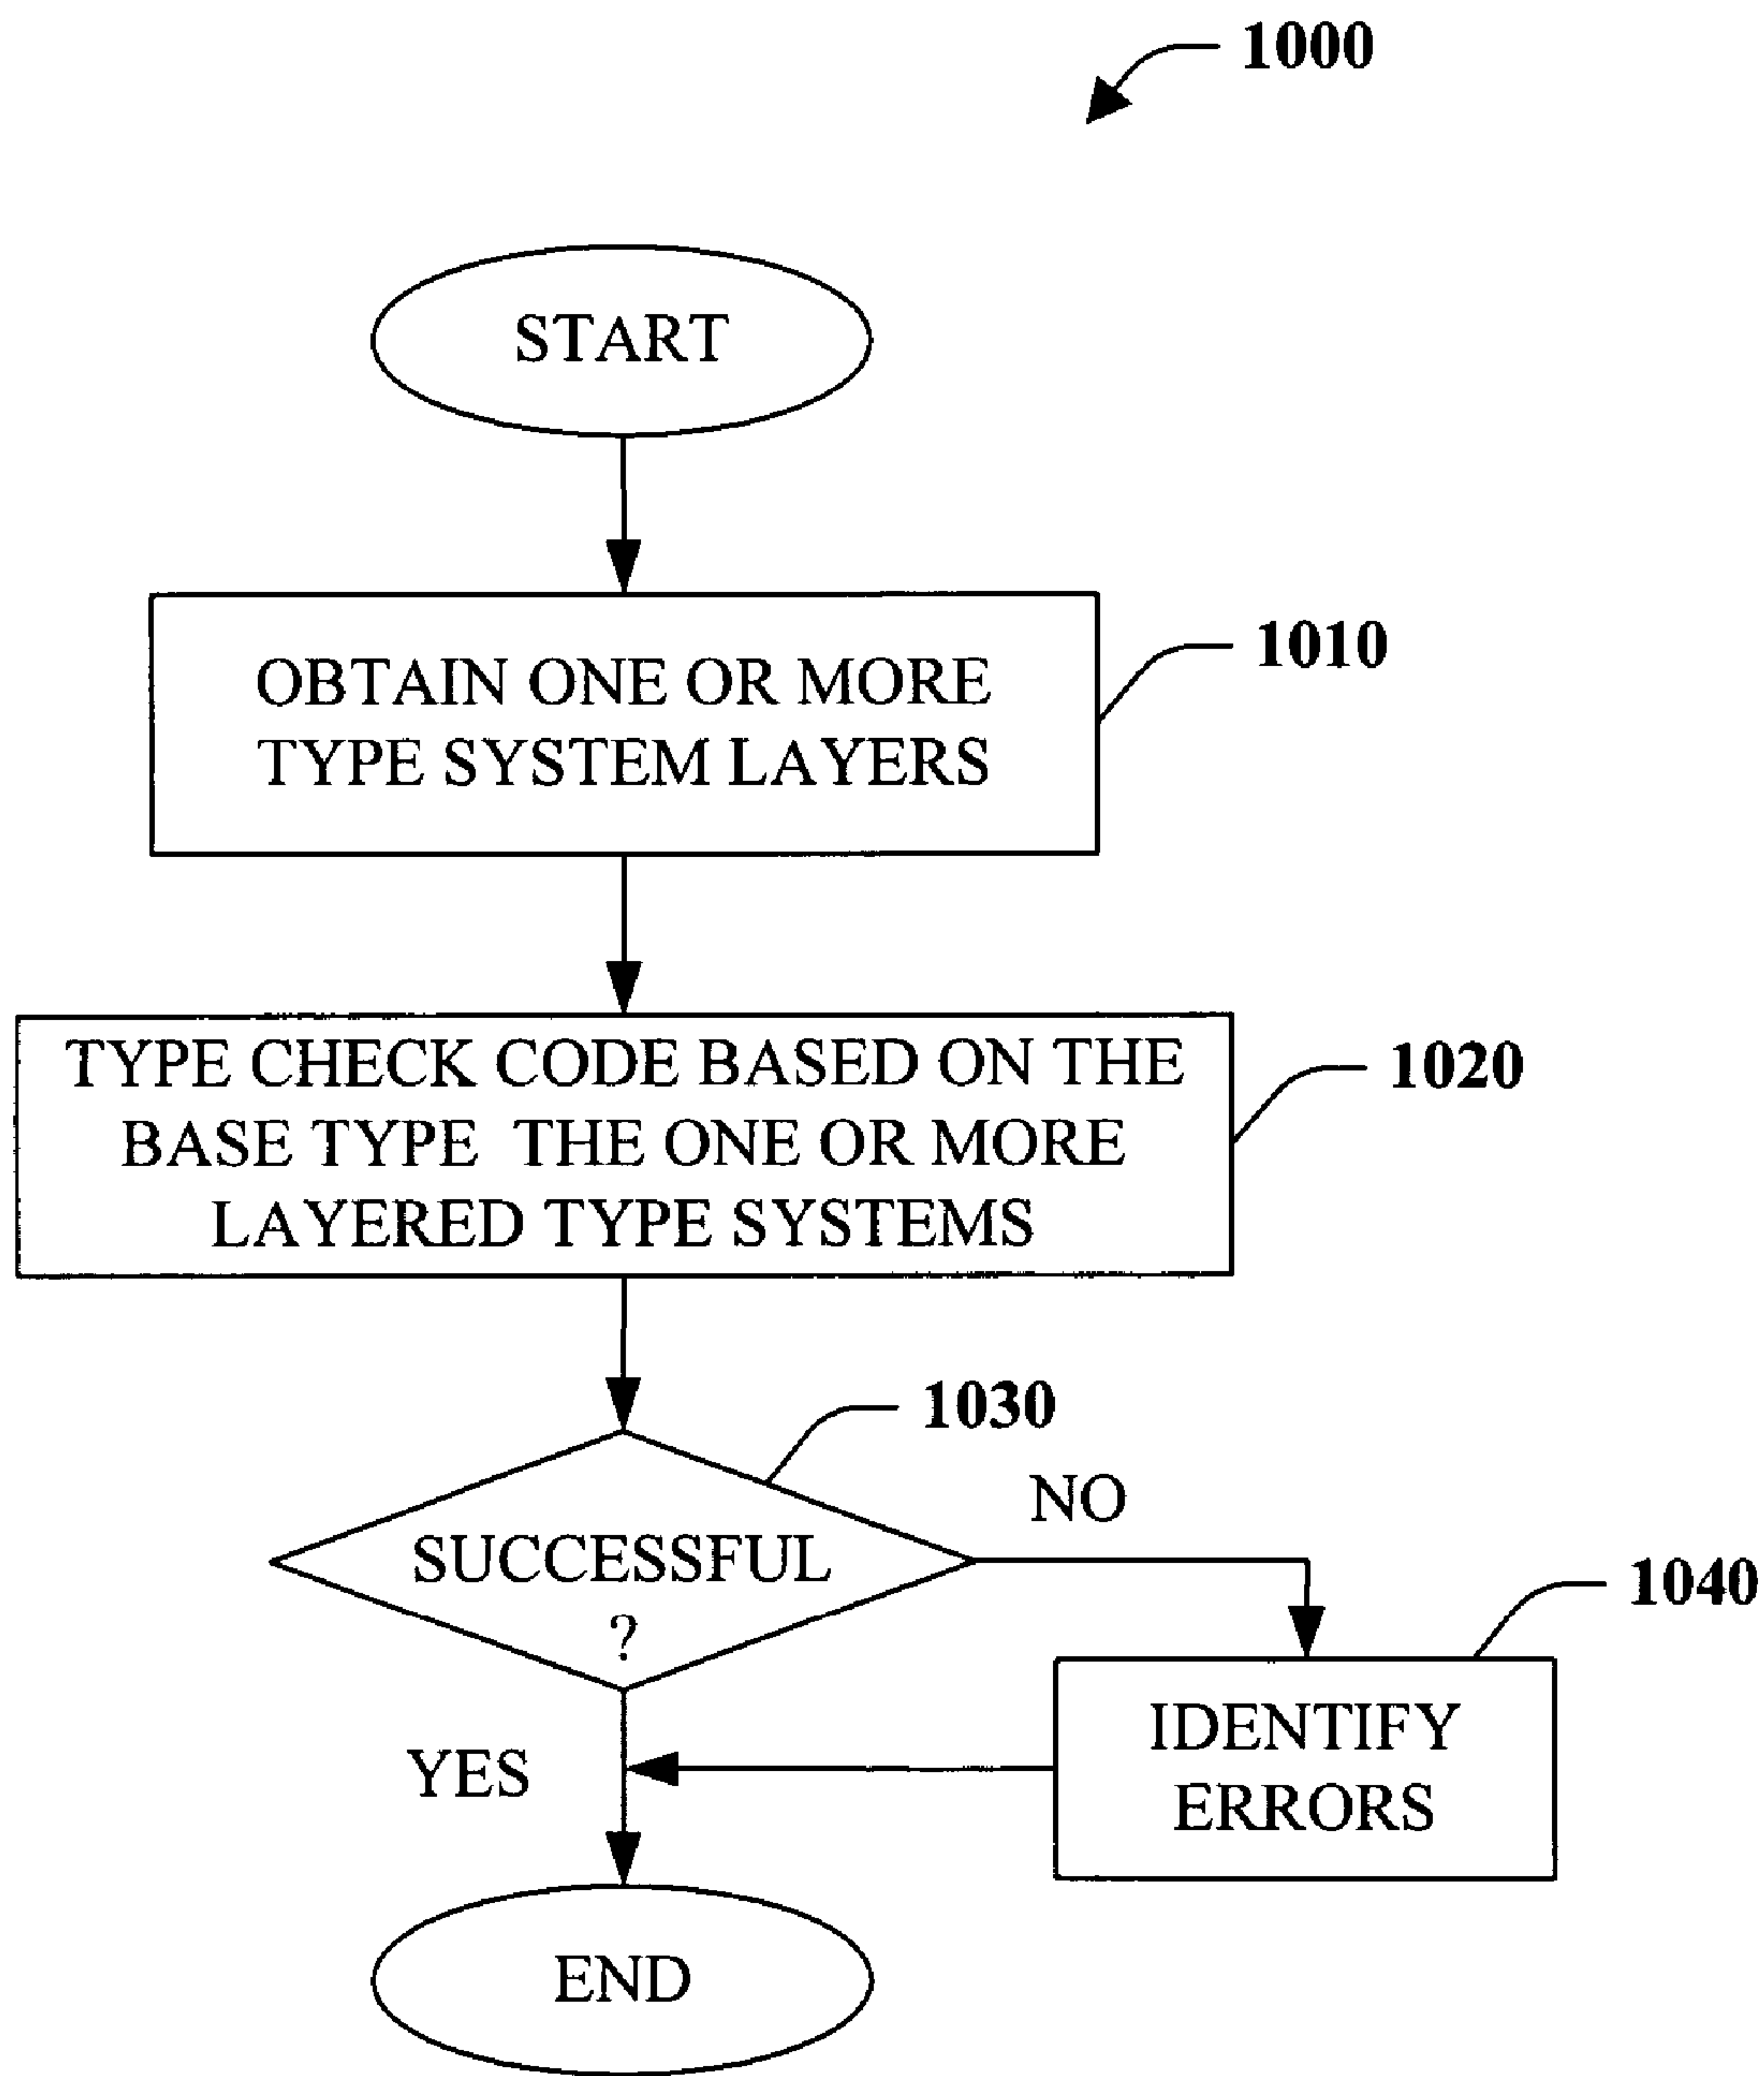 1000
START
OBTAIN ONE OR MORE
TYPE SYSTEM LAYERS
1010
TYPE CHECK CODE BASED ON THE
BASE TYPE THE ONE OR MORE
LAYERED TYPE SYSTEMS
1020
1030
SUCCESSFUL
?
NO
1040
IDENTIFY
ERRORS
YES
END